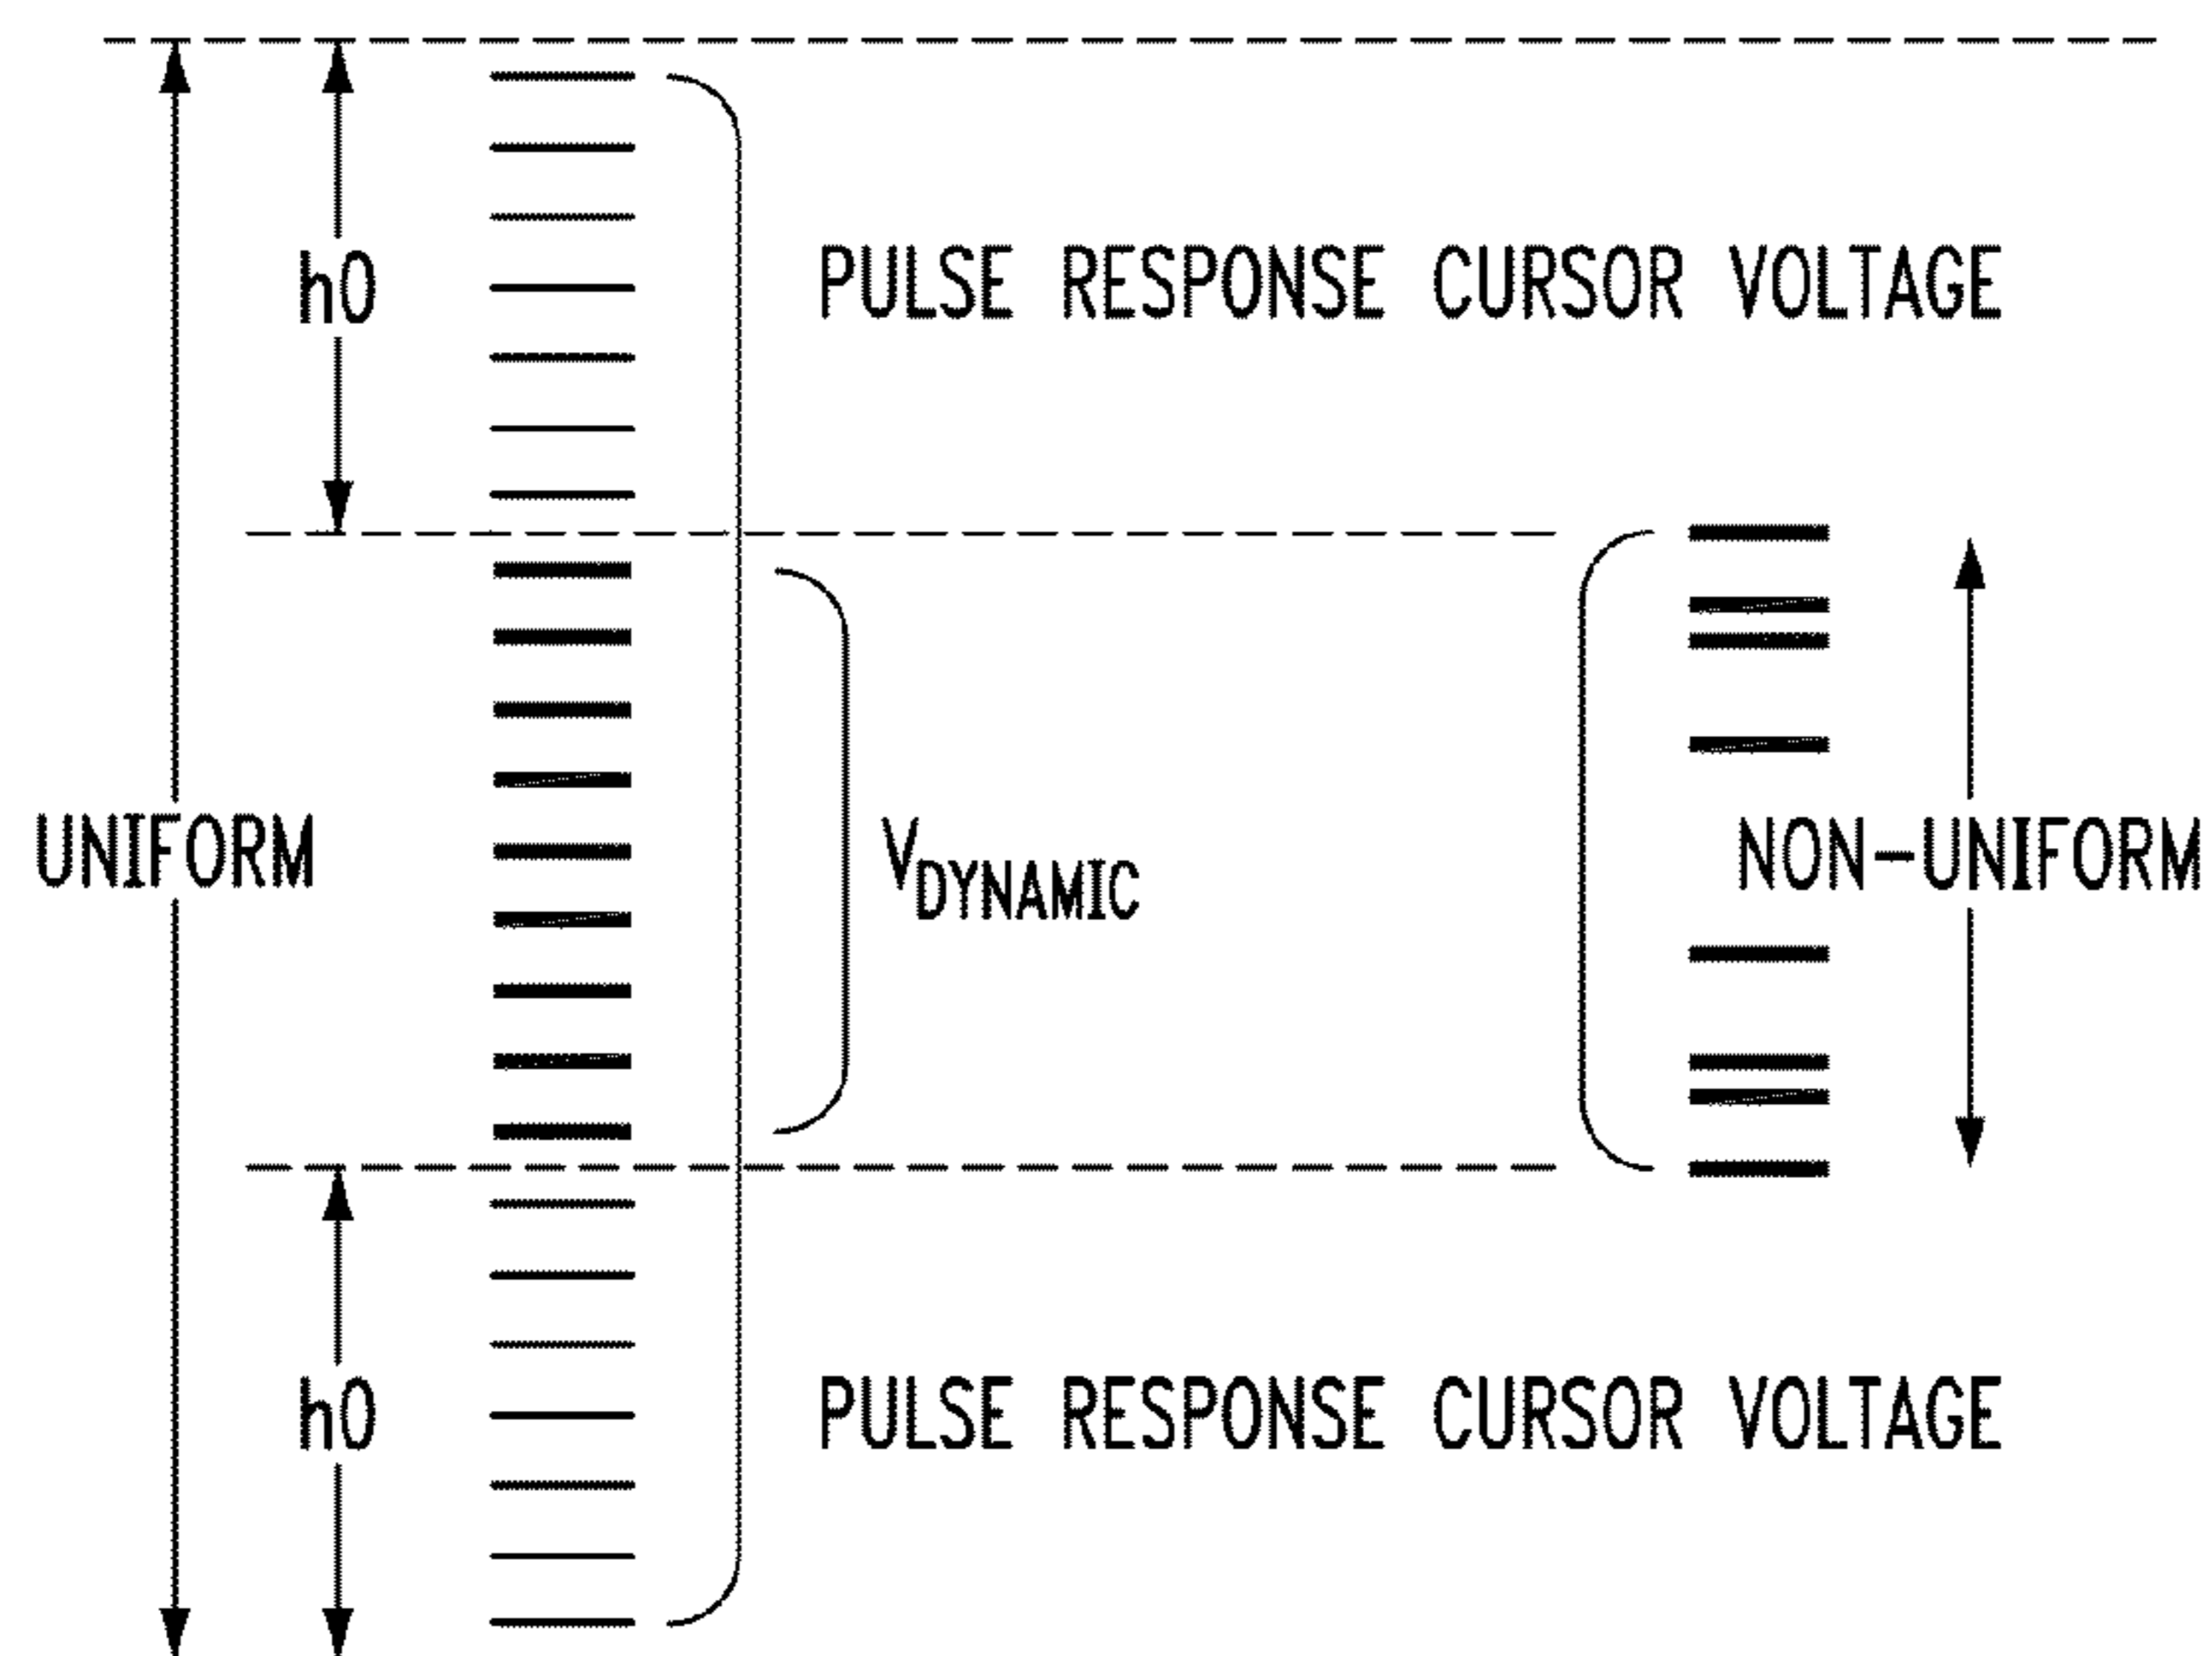 h0
PULSE RESPONSE CURSOR VOLTAGE
UNIFORM
VDYNAMIC
NON-UNIFORM
h0
PULSE RESPONSE CURSOR VOLTAGE